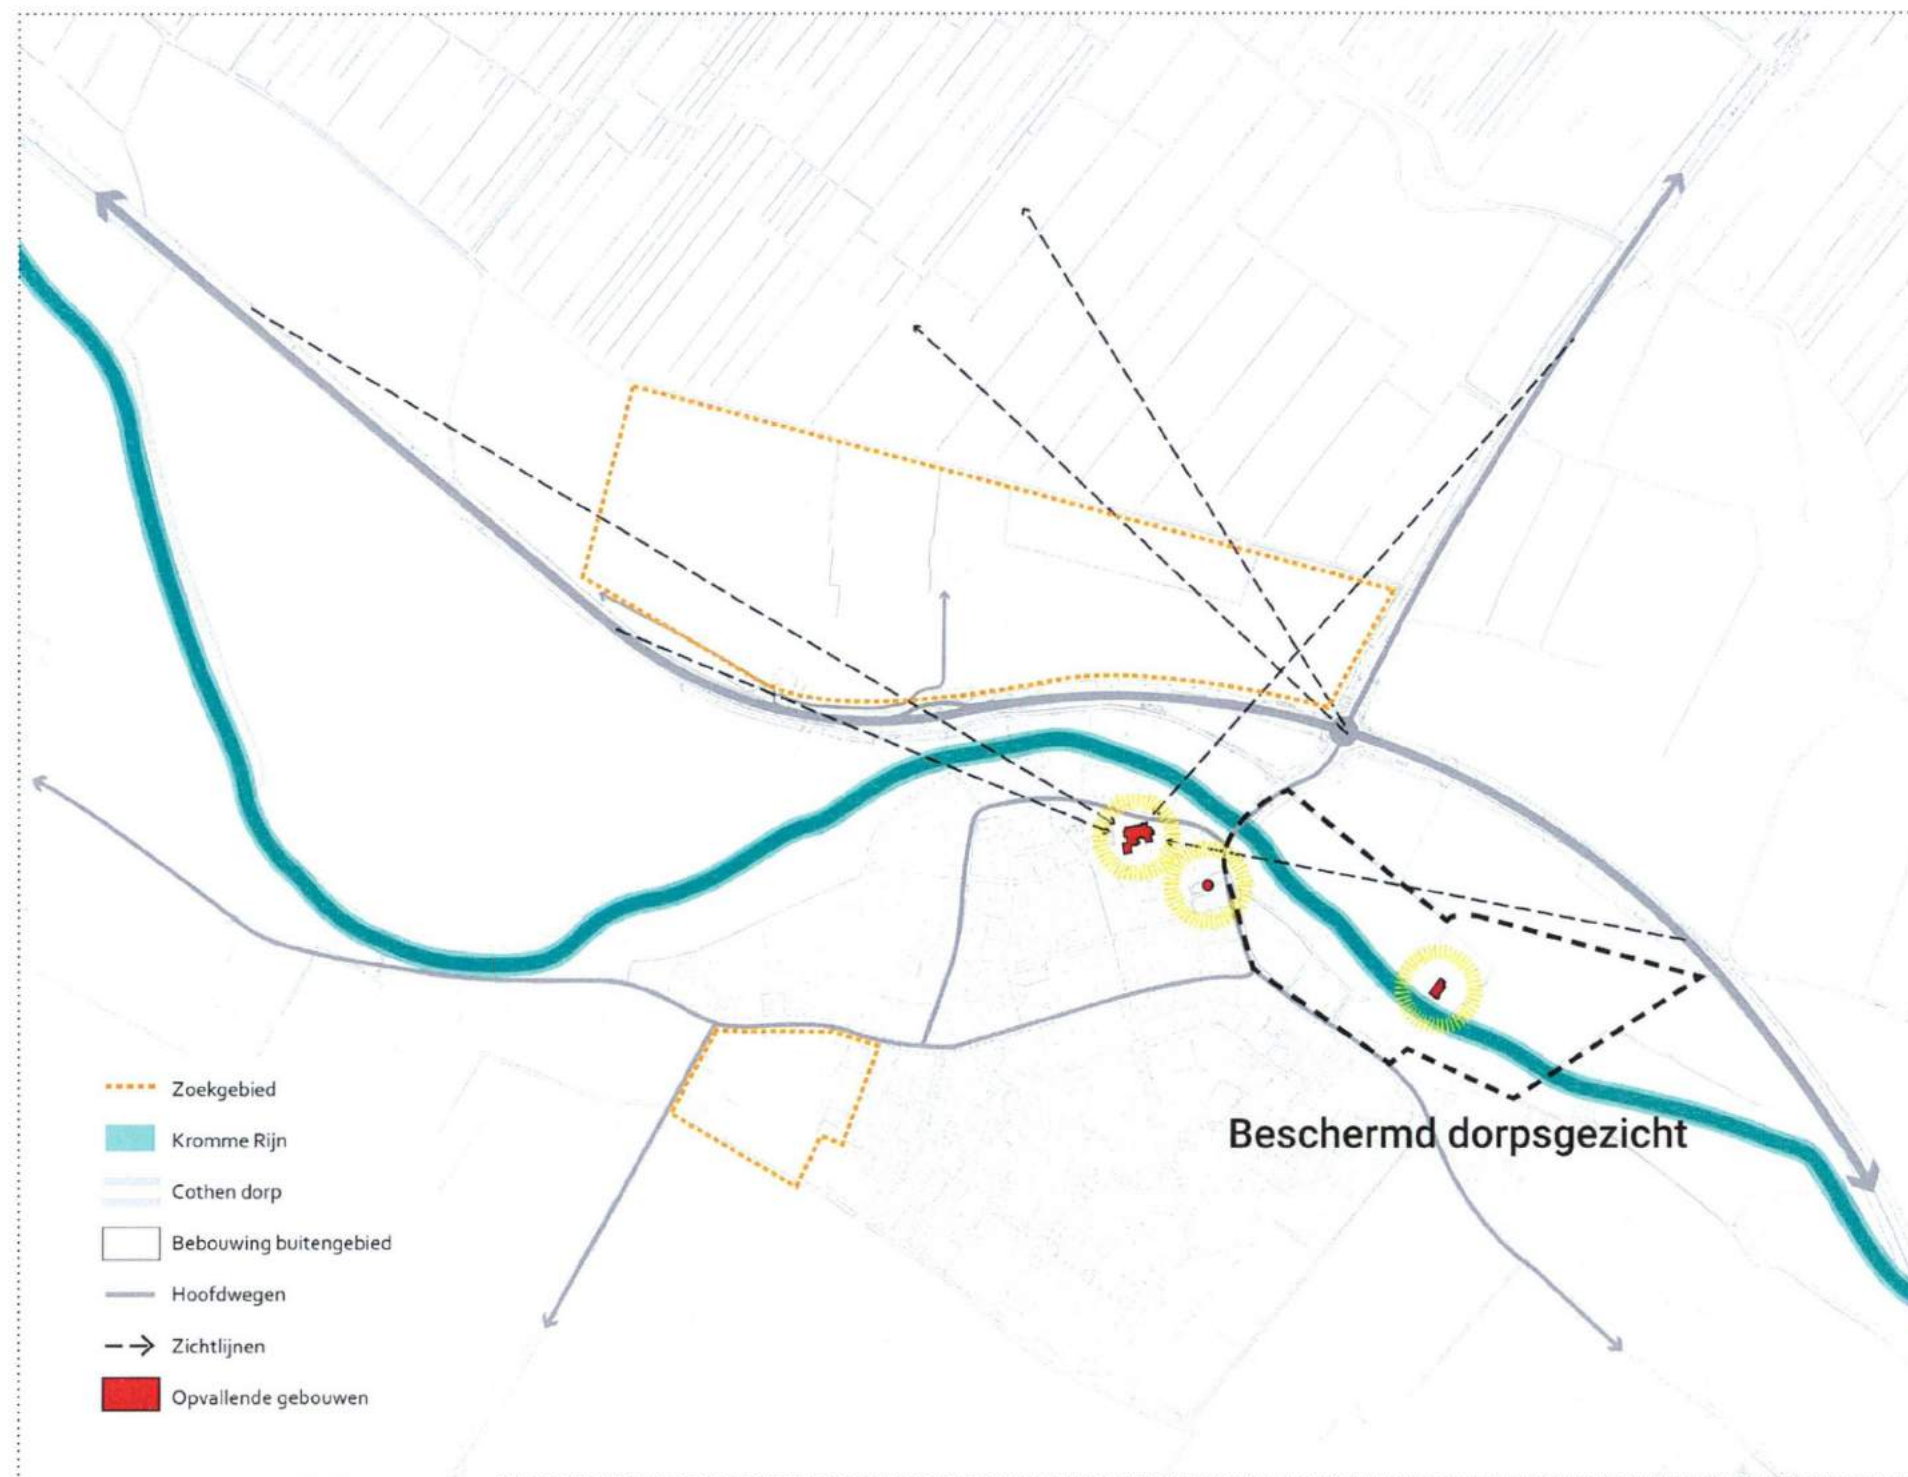 Beschermd dorpsgezicht
Zoekgebied
Kromme Rijn
Cothen dorp
Bebouwing buitengebied
Hoofdwegen
Zichtlijnen
Opvallende gebouwen